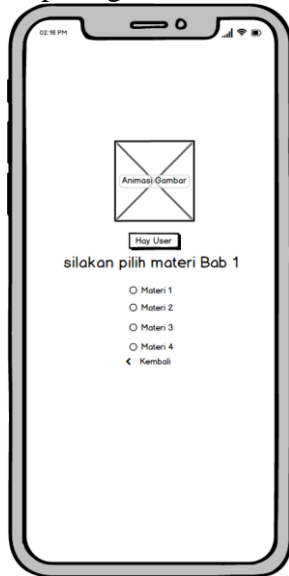 02:18 PM
Animasi Gambar
Hay User
silakan pilih materi Bab 1
Materi 1
Materi 2
Materi 3
Materi 4
Kembali